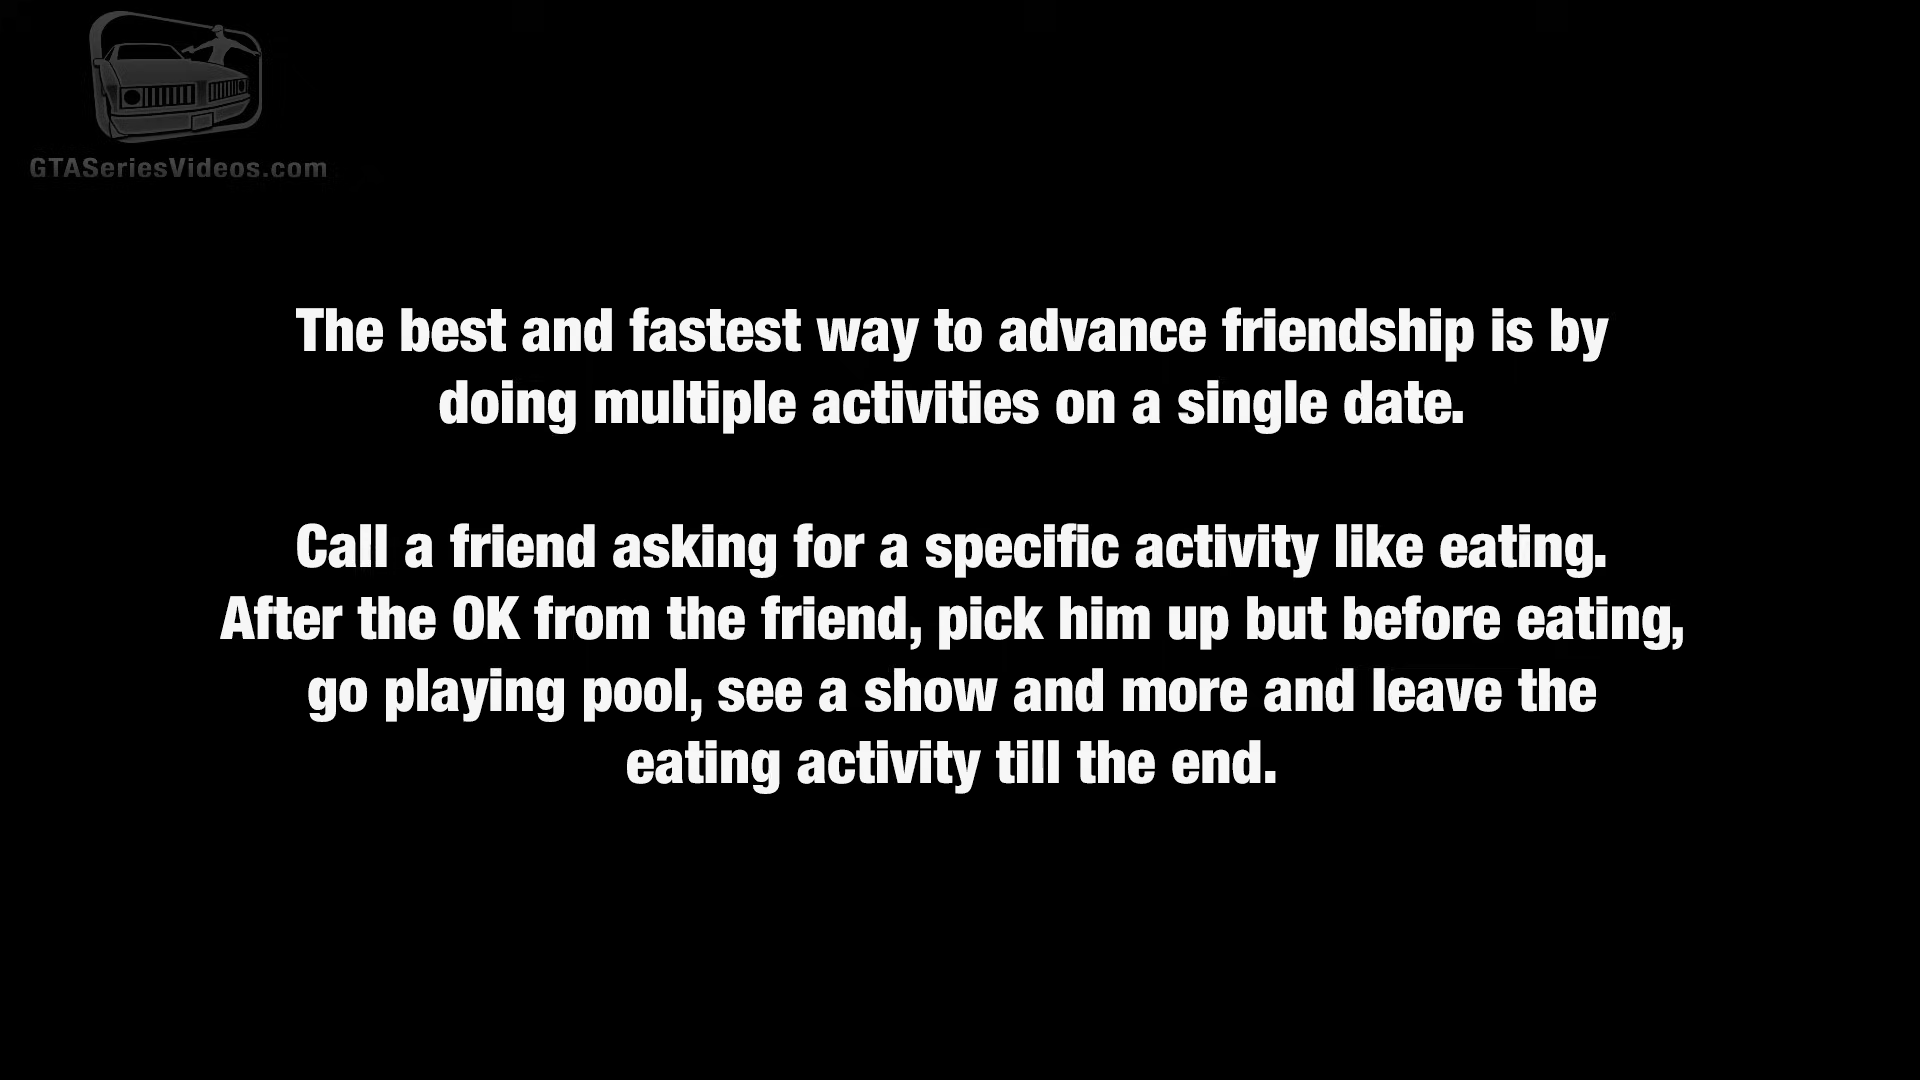 GTASeriesVideos.com
The best and fastest way to advance friendship is by
doing multiple activities on a single date.
Call a friend asking for a specific activity like eating.
After the OK from the friend, pick him up but before eating,
go playing pool, see a show and more and leave the
eating activity till the end.